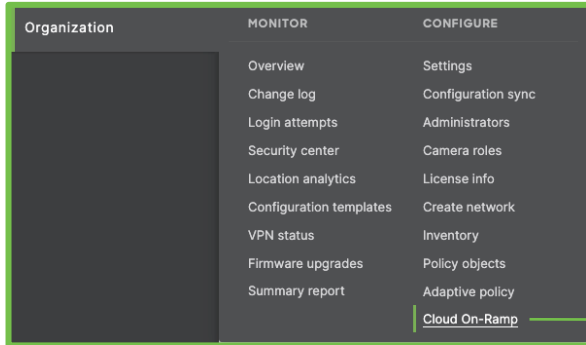 Organization
MONITOR
Overview
Change log
Login attempts
Security center
Location analytics
Configuration templates
VPN status
Firmware upgrades
Summary report
CONFIGURE
Settings
Configuration sync
Administrators
Camera roles
License info
Create network
Inventory
Policy objects
Adaptive policy
Cloud On-Ramp